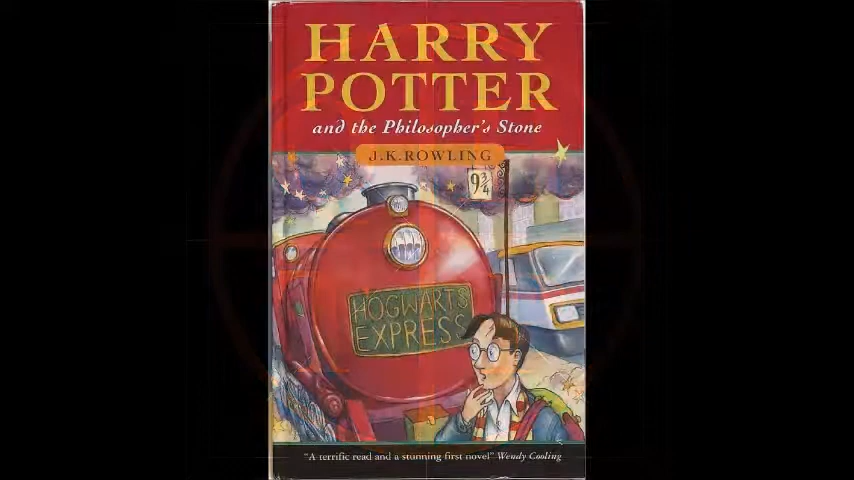 HARRY
POTTER
and the Philosopher's Stone
J.K.ROWLING
9¾
HOGWARTS
EXPRESS
"A terrific read and a stunning first novel" Wendy Cooling